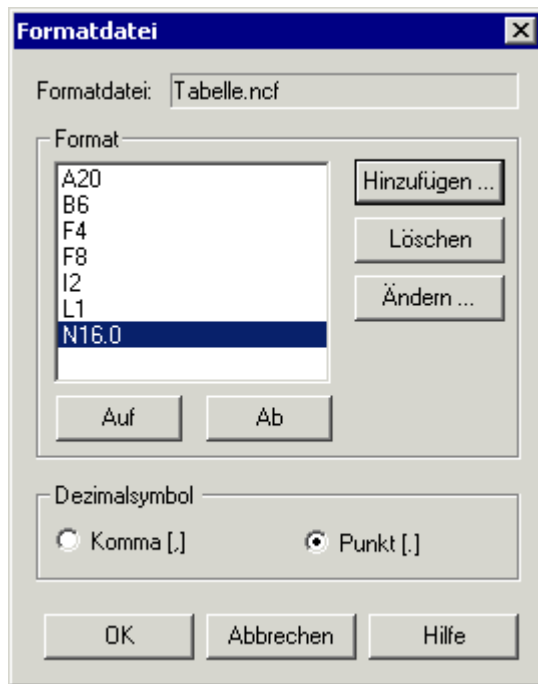 Formatdatei
Formatdatei: Tabelle.ncf
Format
A20
B6
F4
F8
I2
L1
N16.0
Hinzufügen ...
Löschen
Ändern ...
Auf Ab
Dezimalsymbol
Komma [,] Punkt [.]
OK Abbrechen Hilfe